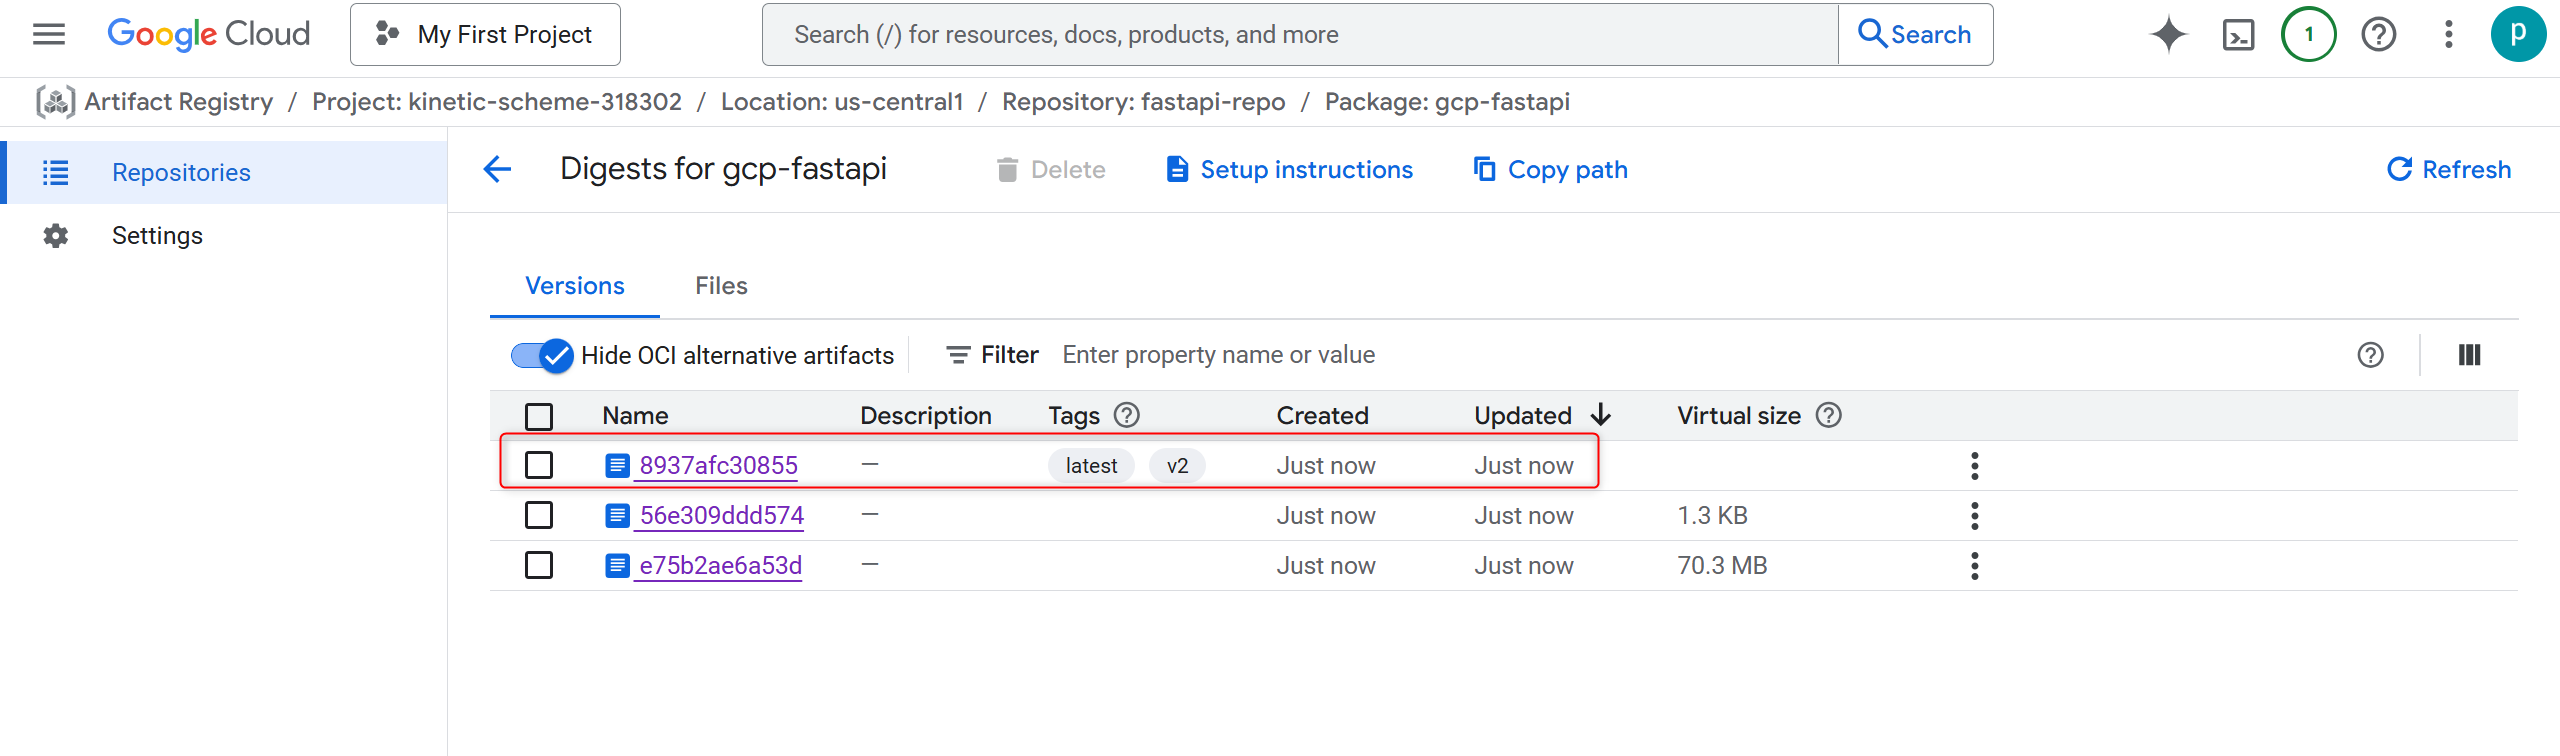 Google Cloud My First Project Search (/) for resources, docs, products, and more Search 1 p
Artifact Registry / Project: kinetic-scheme-318302 / Location: us-central1 / Repository: fastapi-repo / Package: gcp-fastapi
Repositories
Settings
Digests for gcp-fastapi Delete Setup instructions Copy path Refresh
Versions Files
Hide OCI alternative artifacts Filter Enter property name or value
Name Description Tags Created Updated Virtual size
8937afc30855 — latest v2 Just now Just now
56e309ddd574 — Just now Just now 1.3 KB
e75b2ae6a53d — Just now Just now 70.3 MB